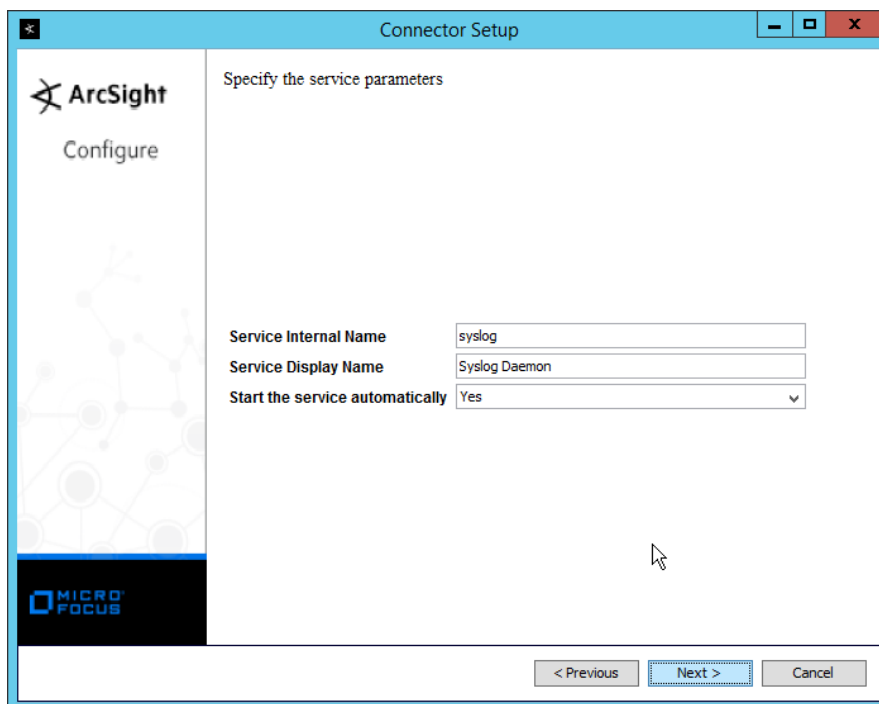 Connector Setup
ArcSight
Configure
Specify the service parameters
Service Internal Name syslog
Service Display Name Syslog Daemon
Start the service automatically Yes
MICRO
FOCUS
< Previous Next > Cancel